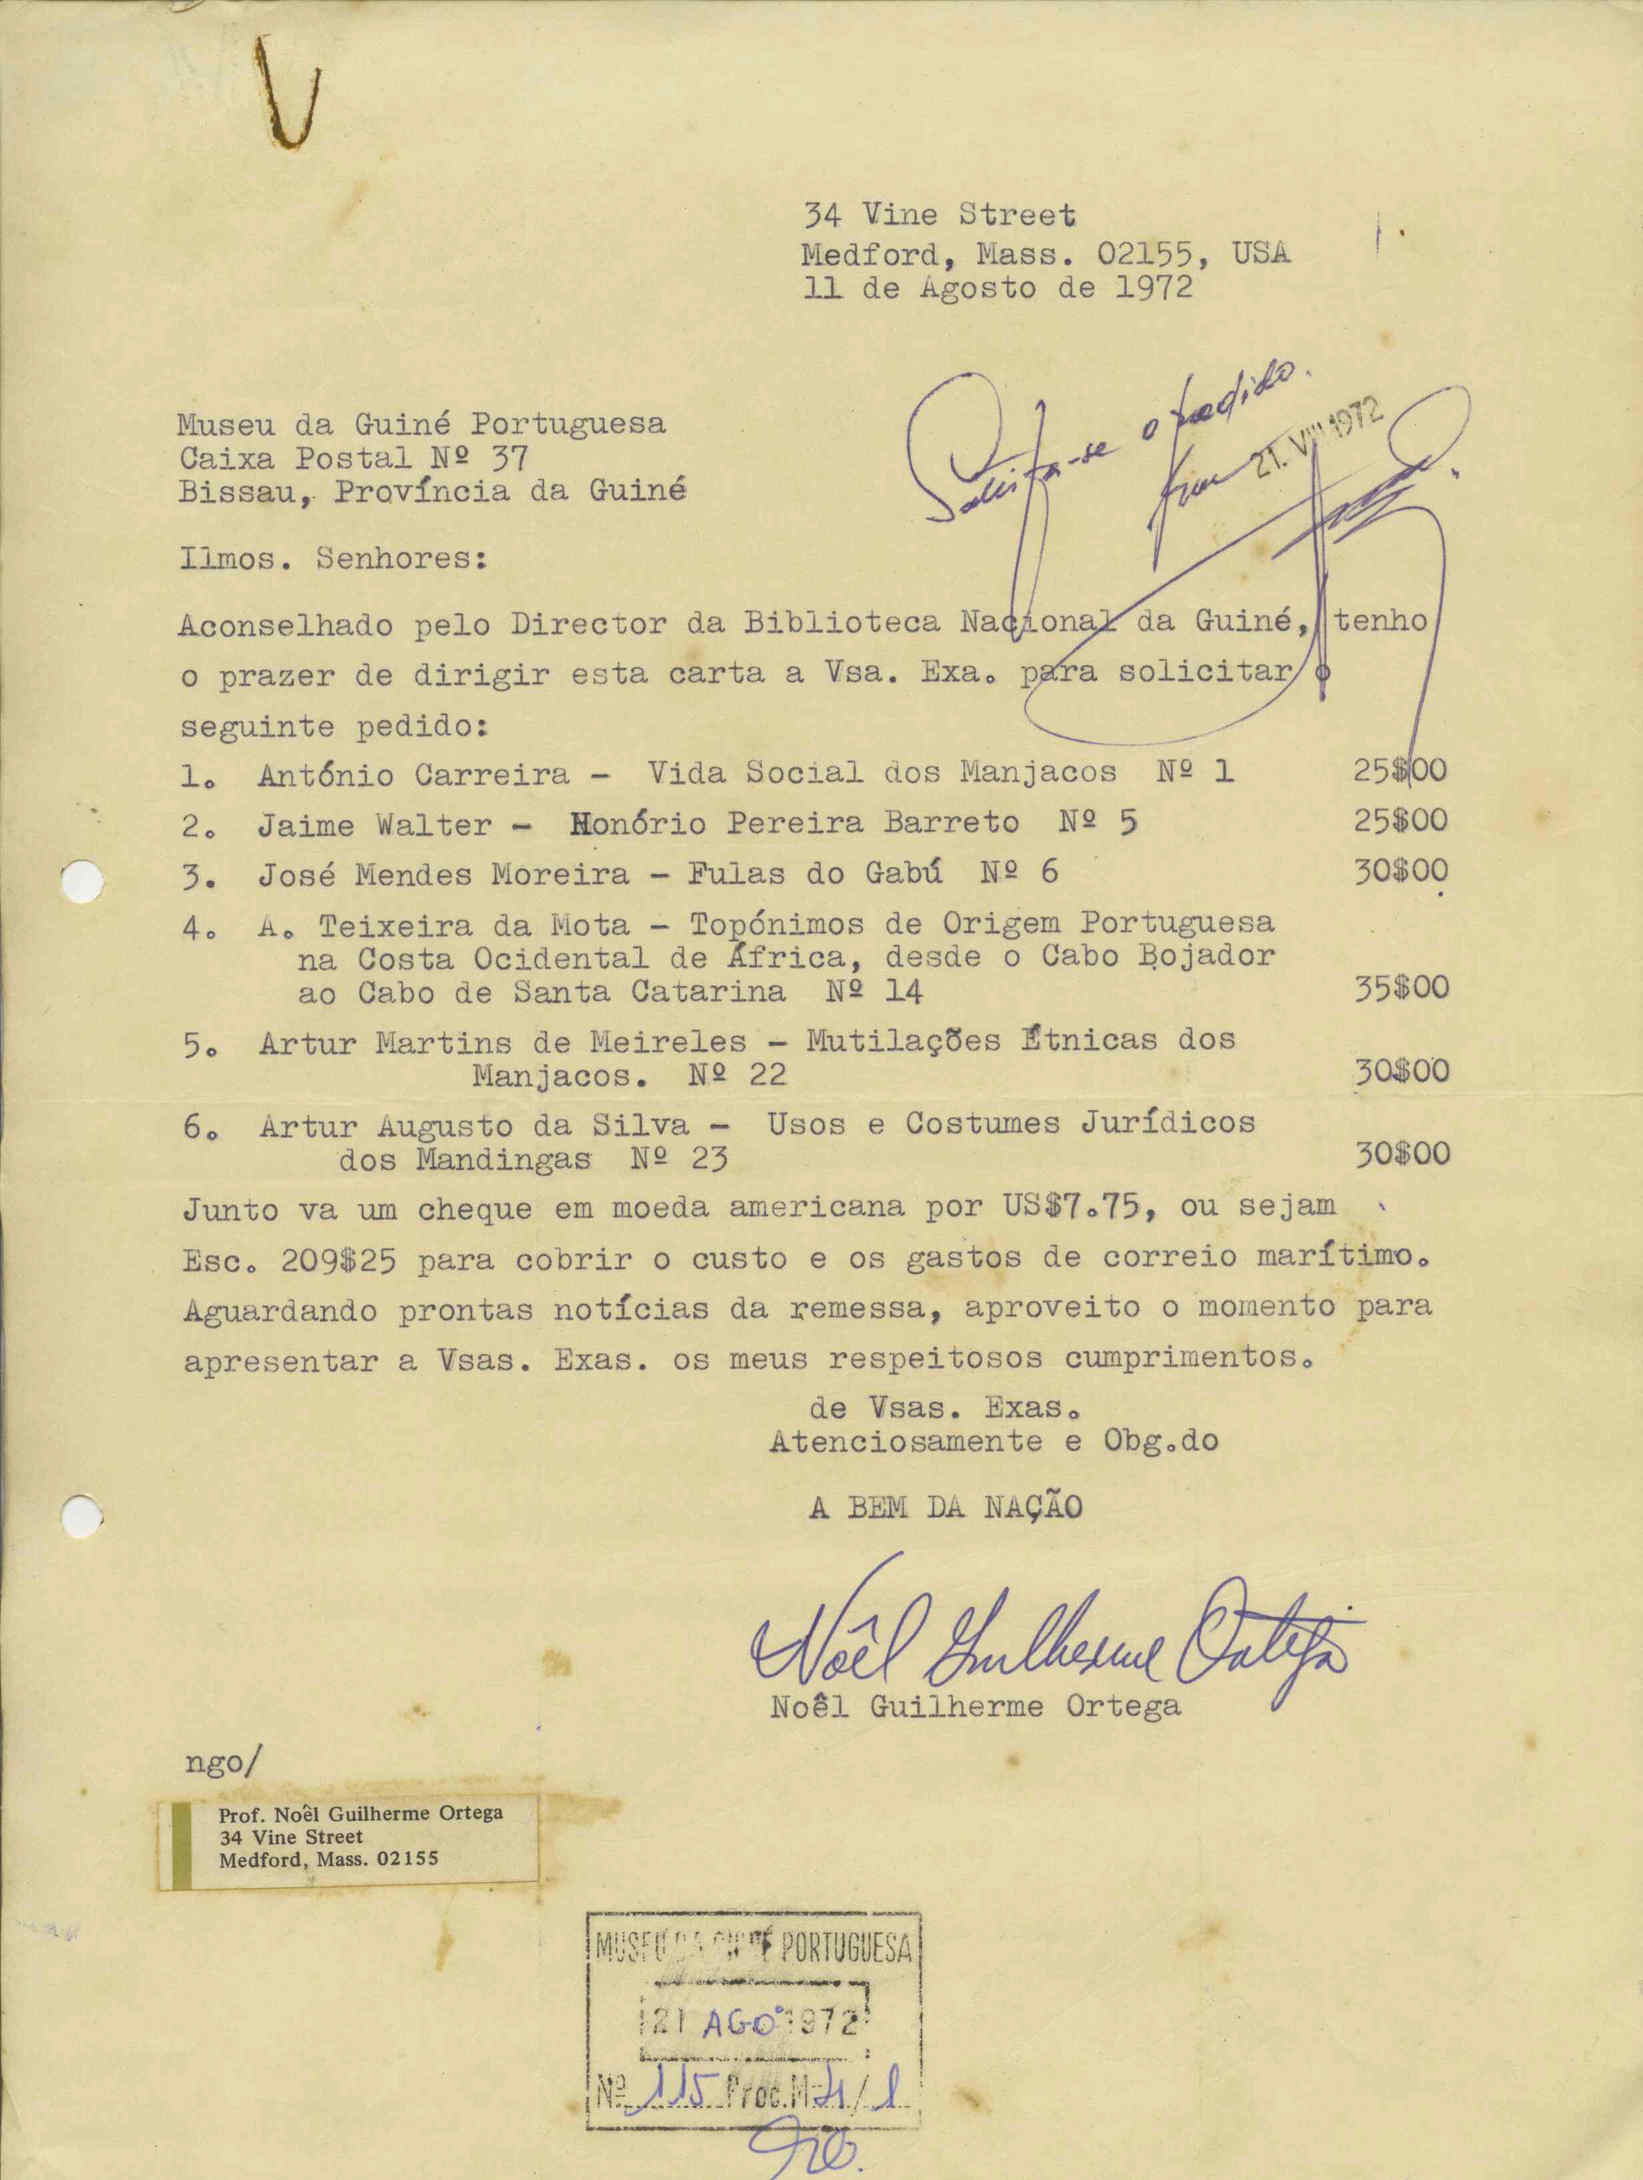 34 Vine Street
Medford, Mass. 02155, USA
11 de Agosto de 1972
Satisfa-se o pedido.
21. VIII 1972
Museu da Guiné Portuguesa
Caixa Postal Nº 37
Bissau, Província da Guiné
Ilmos. Senhores:
Aconselhado pelo Director da Biblioteca Nacional da Guiné, tenho
o prazer de dirigir esta carta a Vsa. Exa. para solicitar o
seguinte pedido:
1. António Carreira - Vida Social dos Manjacos Nº 1 25$00
2. Jaime Walter - Honório Pereira Barreto Nº 5 25$00
3. José Mendes Moreira - Fulas do Gabú Nº 6 30$00
4. A. Teixeira da Mota - Topónimos de Origem Portuguesa
na Costa Ocidental de África, desde o Cabo Bojador
ao Cabo de Santa Catarina Nº 14 35$00
5. Artur Martins de Meireles - Mutilações Étnicas dos
Manjacos. Nº 22 30$00
6. Artur Augusto da Silva - Usos e Costumes Jurídicos
dos Mandingas Nº 23 30$00
Junto va um cheque em moeda americana por US$7.75, ou sejam
Esc. 209$25 para cobrir o custo e os gastos de correio marítimo.
Aguardando prontas notícias da remessa, aproveito o momento para
apresentar a Vsas. Exas. os meus respeitosos cumprimentos.
de Vsas. Exas.
Atenciosamente e Obg.do
A BEM DA NAÇÃO
Noêl Guilherme Ortega
Noêl Guilherme Ortega
ngo/
Prof. Noêl Guilherme Ortega
34 Vine Street
Medford, Mass. 02155
MUSEU DA GUINÉ PORTUGUESA
21 AGO 1972
Nº 115 Proc.